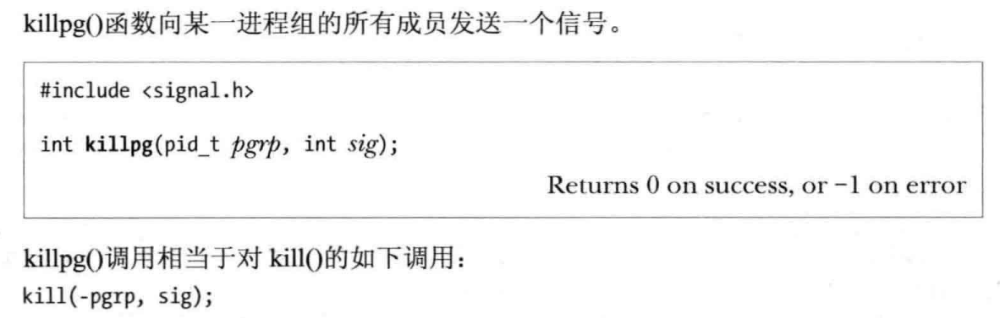 killpg()函数向某一进程组的所有成员发送一个信号。
#include <signal.h>
int killpg(pid_t pgrp, int sig);
Returns 0 on success, or −1 on error
killpg()调用相当于对 kill()的如下调用：
kill(-pgrp, sig);